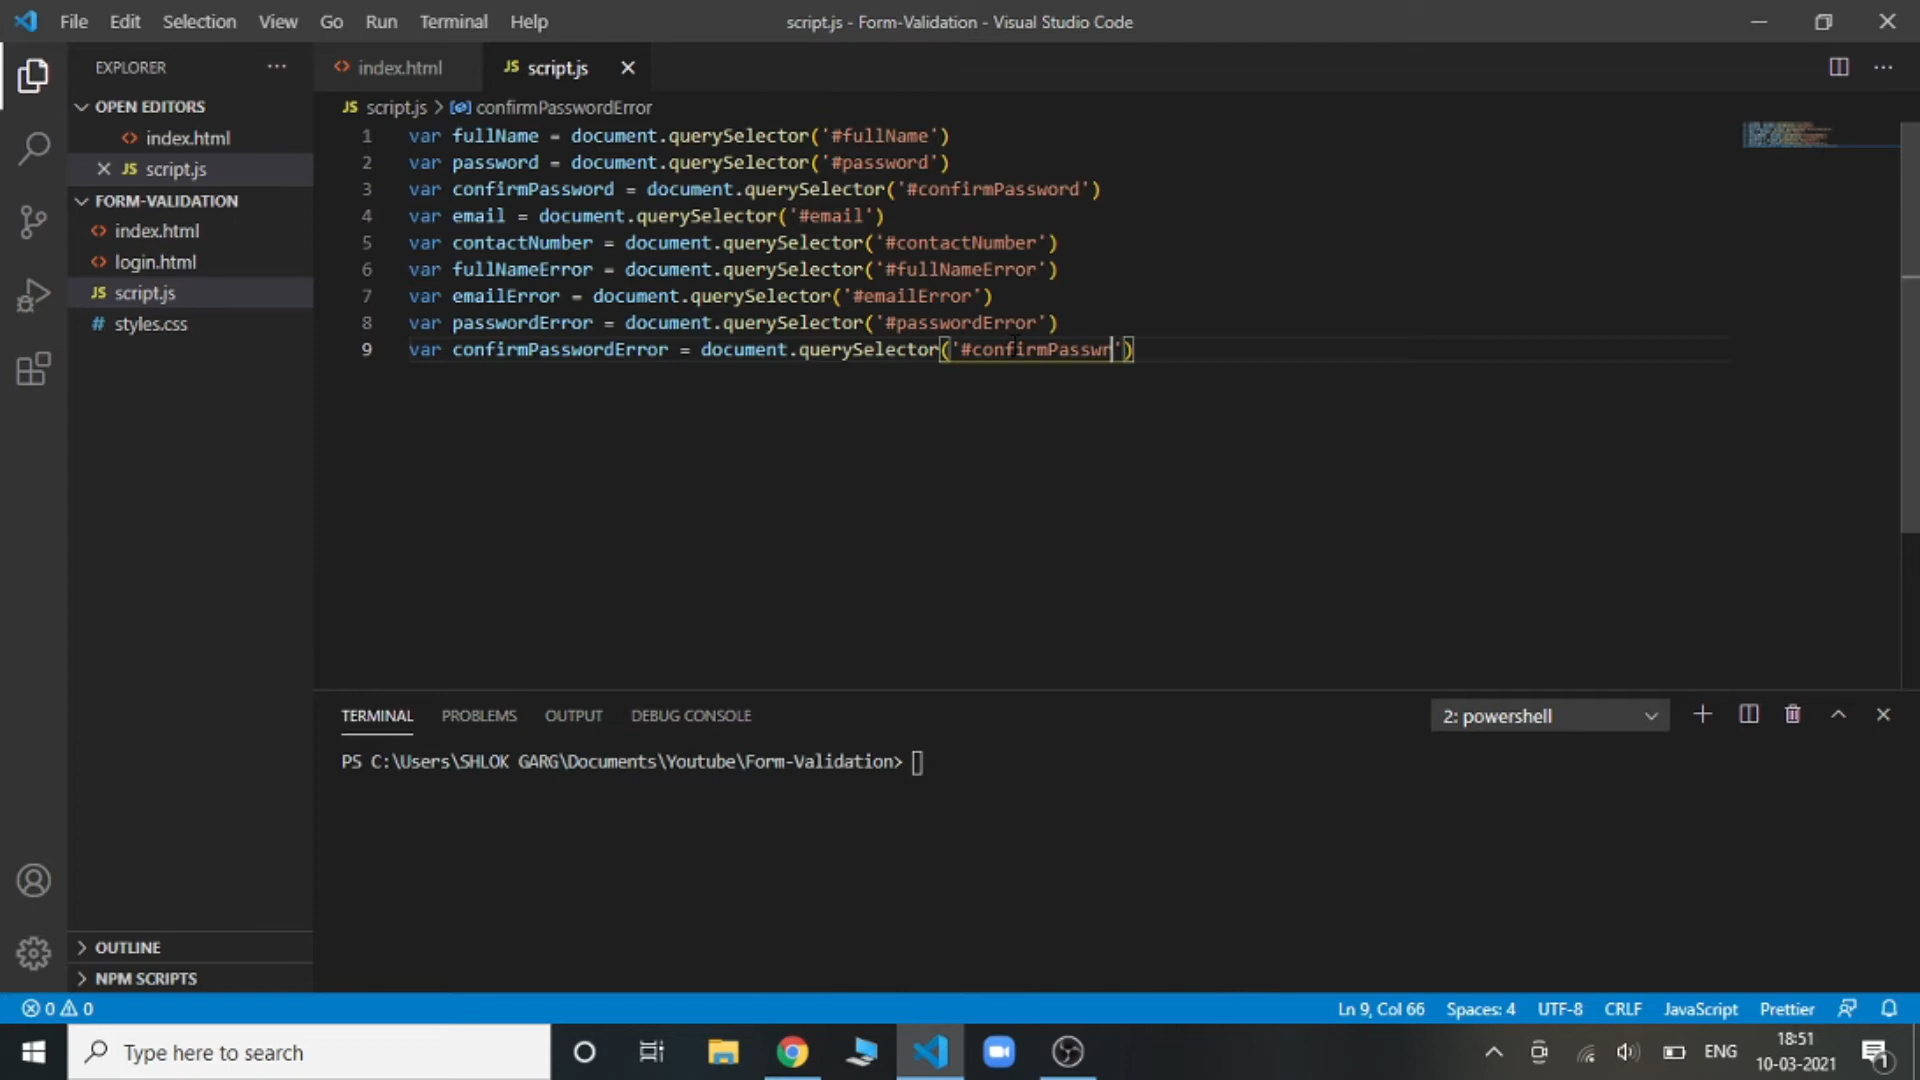 File Edit Selection View Go Run Terminal Help
script.js - Form-Validation - Visual Studio Code
EXPLORER
OPEN EDITORS
index.html
JS script.js
FORM-VALIDATION
index.html
login.html
JS script.js
# styles.css
OUTLINE
NPM SCRIPTS
index.html
JS script.js
JS script.js > confirmPasswordError
1 var fullName = document.querySelector('#fullName')
2 var password = document.querySelector('#password')
3 var confirmPassword = document.querySelector('#confirmPassword')
4 var email = document.querySelector('#email')
5 var contactNumber = document.querySelector('#contactNumber')
6 var fullNameError = document.querySelector('#fullNameError')
7 var emailError = document.querySelector('#emailError')
8 var passwordError = document.querySelector('#passwordError')
9 var confirmPasswordError = document.querySelector('#confirmPasswr')
TERMINAL PROBLEMS OUTPUT DEBUG CONSOLE
2: powershell
PS C:\Users\SHLOK GARG\Documents\Youtube\Form-Validation>
0 0
Ln 9, Col 66 Spaces: 4 UTF-8 CRLF JavaScript Prettier
Type here to search
ENG
18:51
10-03-2021
1